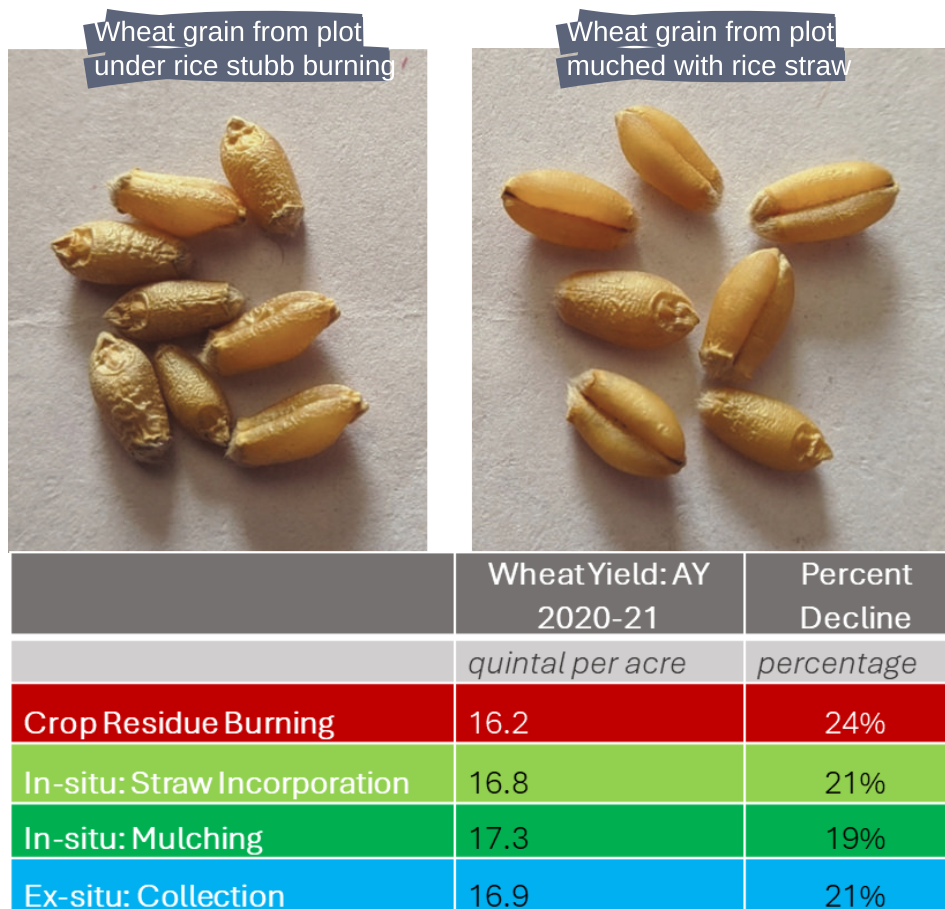 Wheat grain from plot
under rice stubb burning
Wheat grain from plot
muched with rice straw
Wheat Yield: AY
2020-21
Percent
Decline
quintal per acre
percentage
Crop Residue Burning 16.2 24%
In-situ: Straw Incorporation 16.8 21%
In-situ: Mulching 17.3 19%
Ex-situ: Collection 16.9 21%